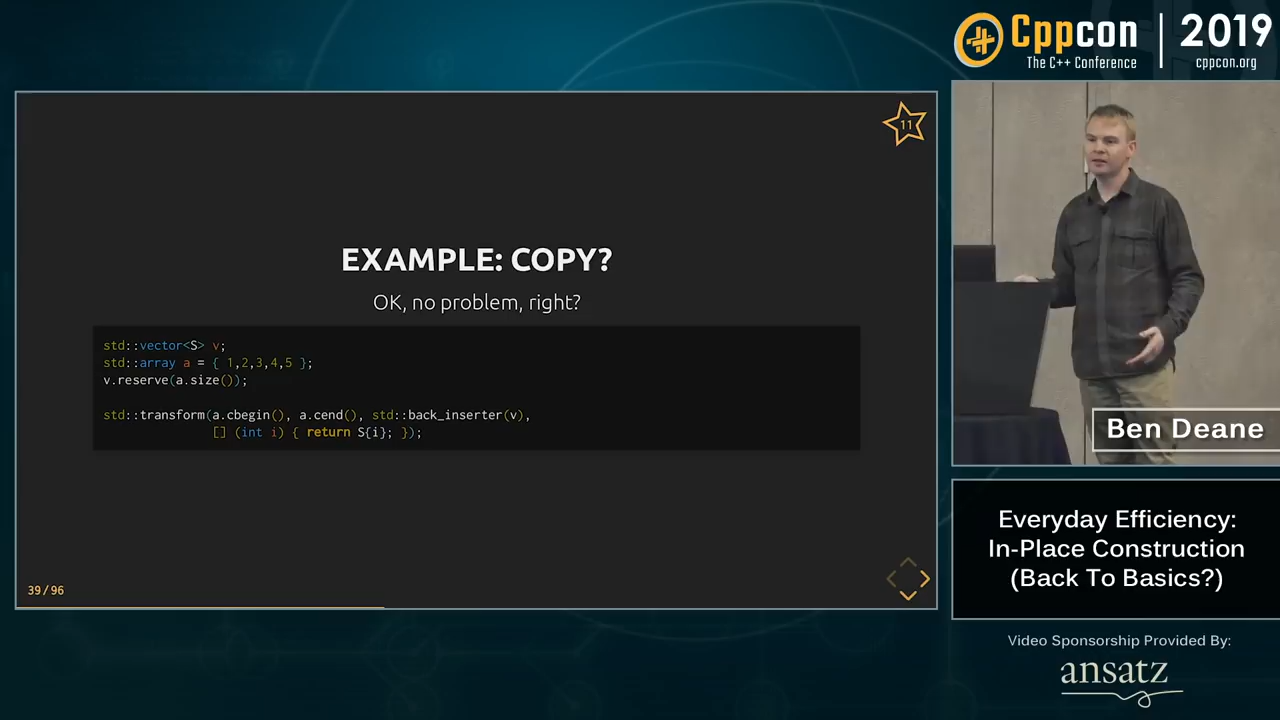 Cppcon | 2019
The C++ Conference
cppcon.org
11
EXAMPLE: COPY?
OK, no problem, right?
std::vector<S> v;
std::array a = { 1,2,3,4,5 };
v.reserve(a.size());
std::transform(a.cbegin(), a.cend(), std::back_inserter(v),
[] (int i) { return S{i}; });
39/96
Ben Deane
Everyday Efficiency:
In-Place Construction
(Back To Basics?)
Video Sponsorship Provided By:
ansatz